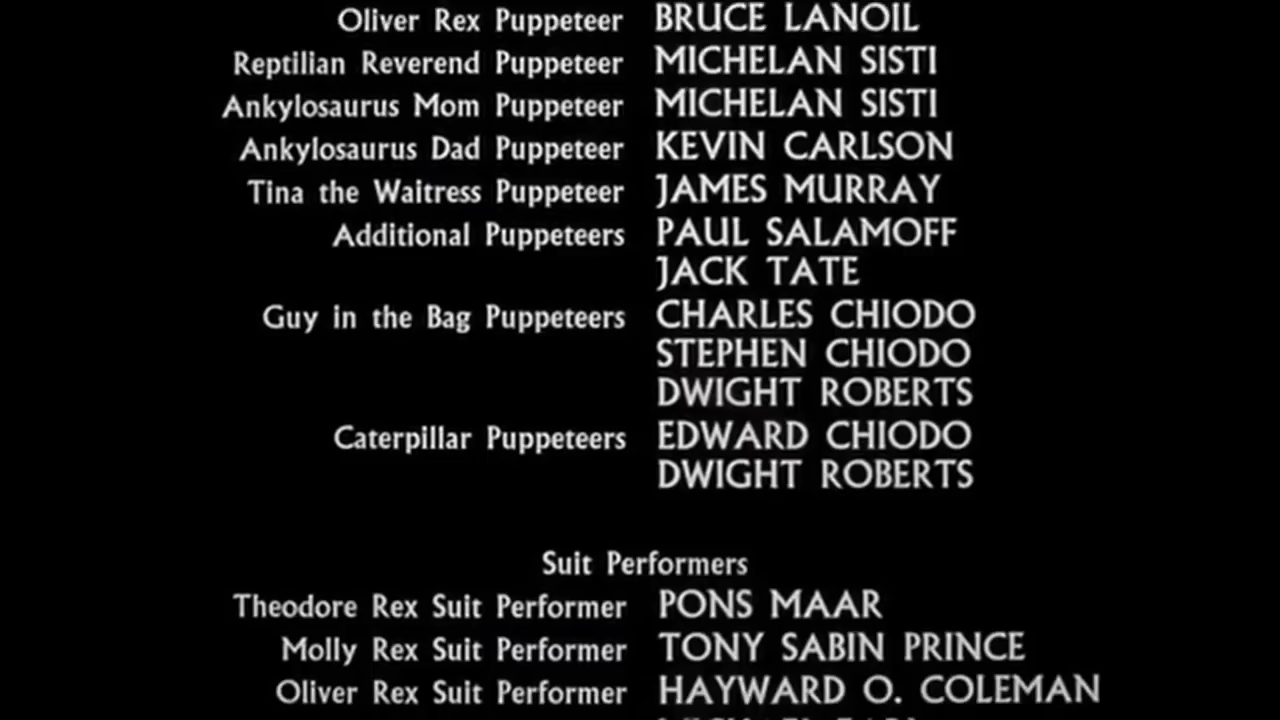 Oliver Rex Puppeteer BRUCE LANOIL
Reptilian Reverend Puppeteer MICHELAN SISTI
Ankylosaurus Mom Puppeteer MICHELAN SISTI
Ankylosaurus Dad Puppeteer KEVIN CARLSON
Tina the Waitress Puppeteer JAMES MURRAY
Additional Puppeteers PAUL SALAMOFF
JACK TATE
Guy in the Bag Puppeteers CHARLES CHIODO
STEPHEN CHIODO
DWIGHT ROBERTS
Caterpillar Puppeteers EDWARD CHIODO
DWIGHT ROBERTS
Suit Performers
Theodore Rex Suit Performer PONS MAAR
Molly Rex Suit Performer TONY SABIN PRINCE
Oliver Rex Suit Performer HAYWARD O. COLEMAN